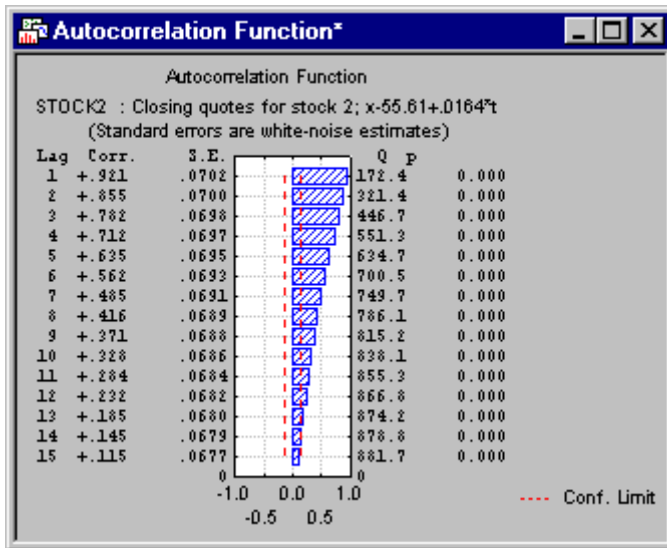 Autocorrelation Function*
Autocorrelation Function
STOCK2 : Closing quotes for stock 2; x-55.61+.0164*t
(Standard errors are white-noise estimates)
Lag Corr. S.E. Q p
1 +.921 .0702 172.4 0.000
2 +.855 .0700 321.4 0.000
3 +.782 .0698 446.7 0.000
4 +.712 .0697 551.3 0.000
5 +.635 .0695 634.7 0.000
6 +.562 .0693 700.5 0.000
7 +.485 .0691 749.7 0.000
8 +.416 .0689 786.1 0.000
9 +.371 .0688 815.2 0.000
10 +.328 .0686 838.1 0.000
11 +.284 .0684 855.3 0.000
12 +.232 .0682 866.8 0.000
13 +.185 .0680 874.2 0.000
14 +.145 .0679 878.8 0.000
15 +.115 .0677 881.7 0.000
0 0
-1.0 0.0 1.0
-0.5 0.5
Conf. Limit